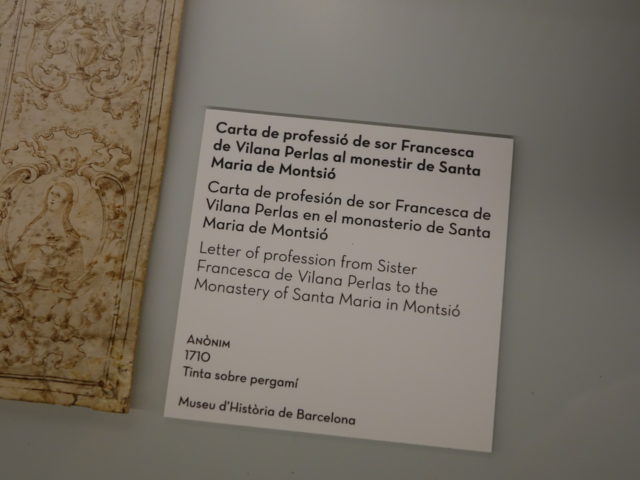 Carta de professió de sor Francesca
de Vilana Perlas al monestir de Santa
Maria de Montsió
Carta de profesión de sor Francesca de
Vilana Perlas en el monasterio de Santa
Maria de Montsió
Letter of profession from Sister
Francesca de Vilana Perlas to the
Monastery of Santa Maria in Montsió
ANÒNIM
1710
Tinta sobre pergamí
Museu d'Història de Barcelona